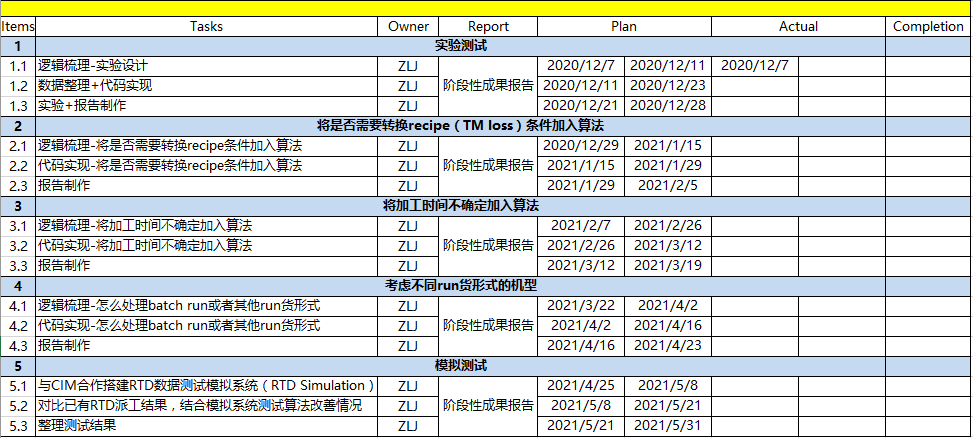 Items Tasks Owner Report Plan Actual Completion
1 实验测试
1.1 逻辑梳理-实验设计 ZLJ 2020/12/7 2020/12/11 2020/12/7
1.2 数据整理+代码实现 ZLJ 阶段性成果报告 2020/12/11 2020/12/23
1.3 实验+报告制作 ZLJ 2020/12/21 2020/12/28
2 将是否需要转换recipe（TM loss）条件加入算法
2.1 逻辑梳理-将是否需要转换recipe条件加入算法 ZLJ 2020/12/29 2021/1/15
2.2 代码实现-将是否需要转换recipe条件加入算法 ZLJ 阶段性成果报告 2021/1/15 2021/1/29
2.3 报告制作 ZLJ 2021/1/29 2021/2/5
3 将加工时间不确定加入算法
3.1 逻辑梳理-将加工时间不确定加入算法 ZLJ 2021/2/7 2021/2/26
3.2 代码实现-将加工时间不确定加入算法 ZLJ 阶段性成果报告 2021/2/26 2021/3/12
3.3 报告制作 ZLJ 2021/3/12 2021/3/19
4 考虑不同run货形式的机型
4.1 逻辑梳理-怎么处理batch run或者其他run货形式 ZLJ 2021/3/22 2021/4/2
4.2 代码实现-怎么处理batch run或者其他run货形式 ZLJ 阶段性成果报告 2021/4/2 2021/4/16
4.3 报告制作 ZLJ 2021/4/16 2021/4/23
5 模拟测试
5.1 与CIM合作搭建RTD数据测试模拟系统（RTD Simulation） ZLJ 2021/4/25 2021/5/8
5.2 对比已有RTD派工结果，结合模拟系统测试算法改善情况 ZLJ 阶段性成果报告 2021/5/8 2021/5/21
5.3 整理测试结果 ZLJ 2021/5/21 2021/5/31